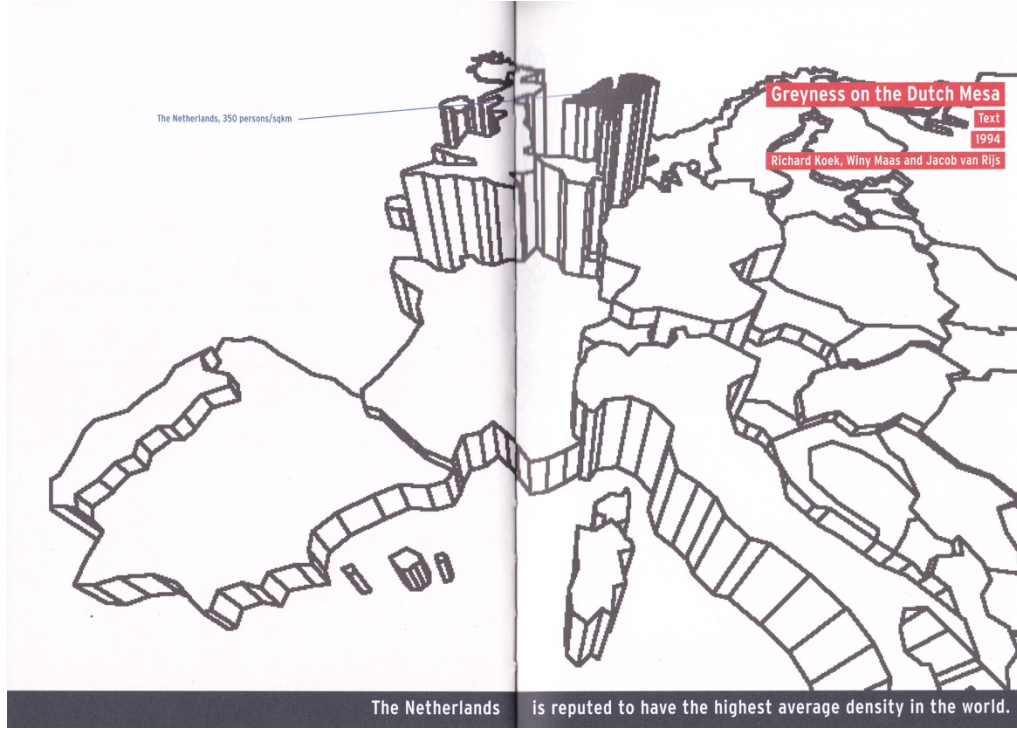 The Netherlands, 350 persons/sqkm
Greyness on the Dutch Mesa
Text
1994
Richard Koek, Winy Maas and Jacob van Rijs
The Netherlands is reputed to have the highest average density in the world.